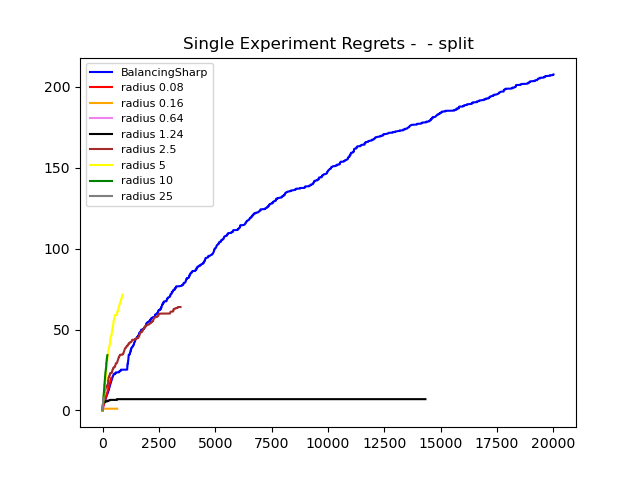 Single Experiment Regrets -  - split
BalancingSharp
radius 0.08
radius 0.16
radius 0.64
radius 1.24
radius 2.5
radius 5
radius 10
radius 25
200
150
100
50
0
0 2500 5000 7500 10000 12500 15000 17500 20000